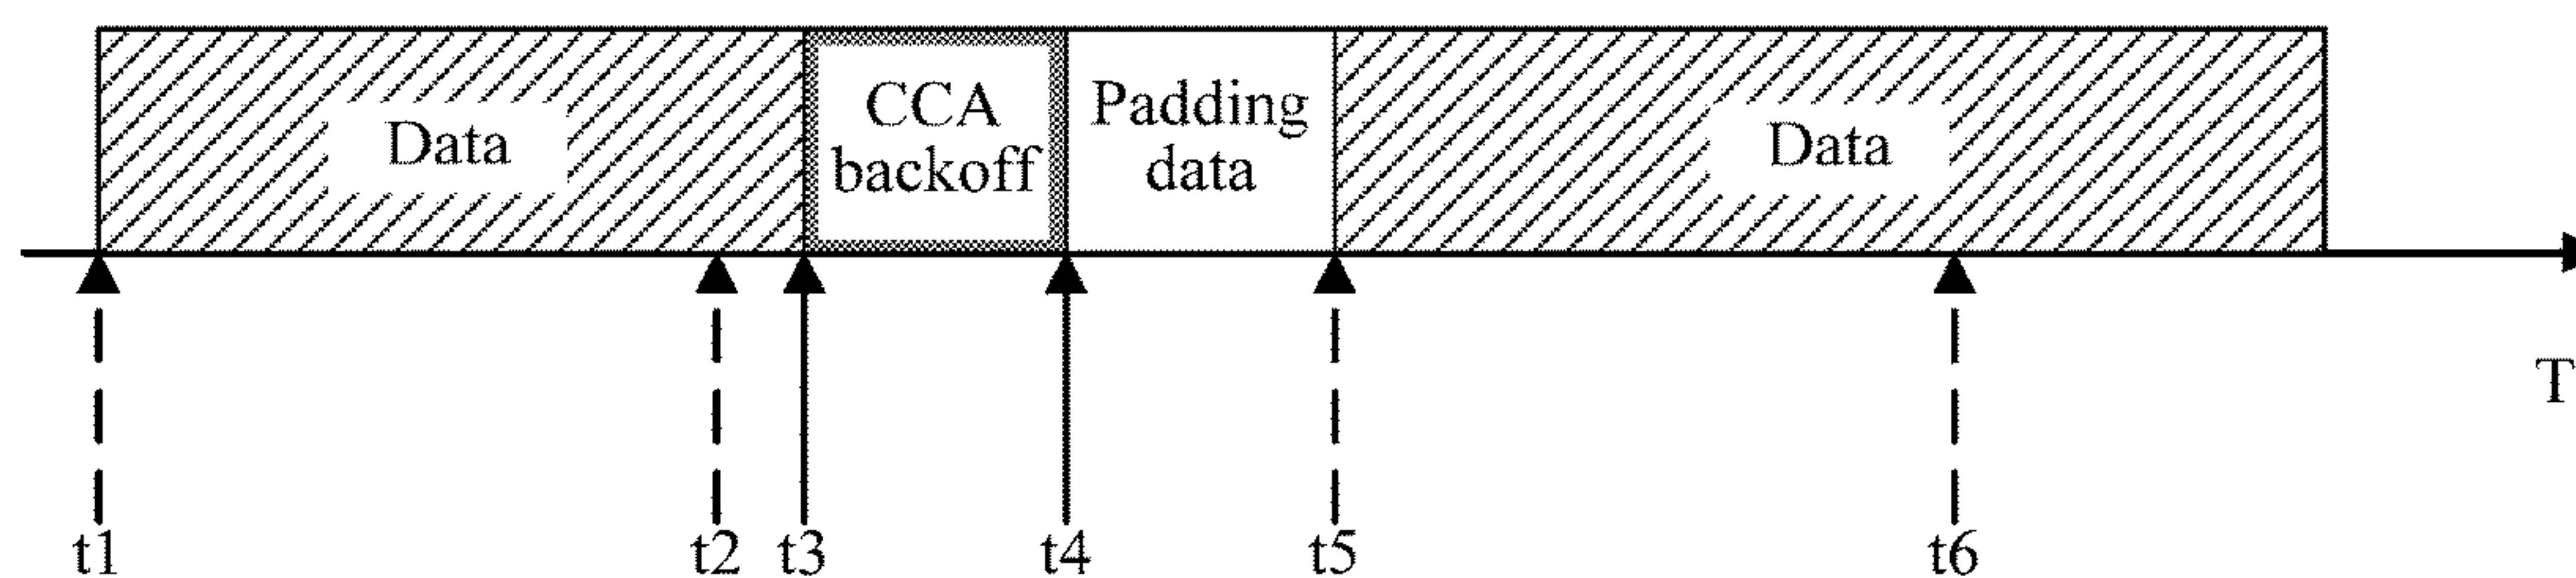 Data
CCA
backoff
Padding
data
Data
T
t1
t2
t3
t4
t5
t6